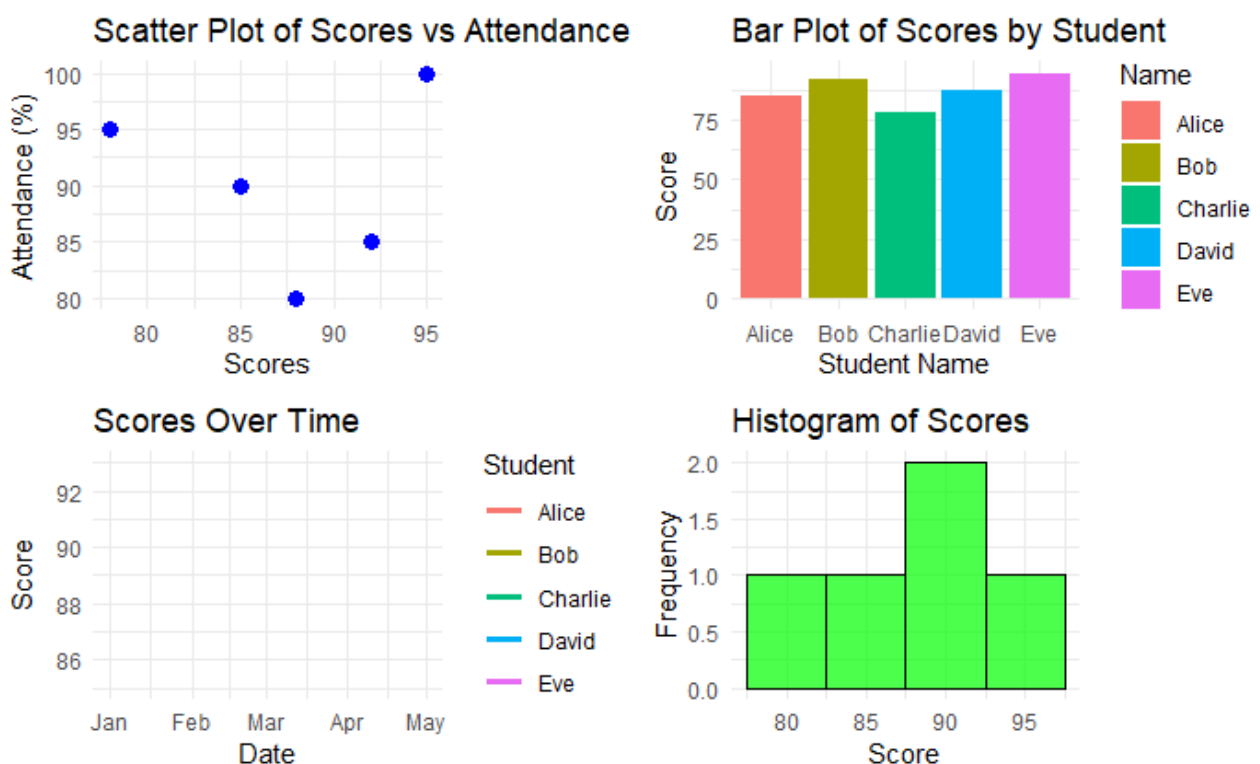 Scatter Plot of Scores vs Attendance
Attendance (%)
100
95
90
85
80
80 85 90 95
Scores
Bar Plot of Scores by Student
Score
75
50
25
0
Alice Bob Charlie David Eve
Student Name
Name
Alice
Bob
Charlie
David
Eve
Scores Over Time
Score
92
90
88
86
Jan Feb Mar Apr May
Date
Student
Alice
Bob
Charlie
David
Eve
Histogram of Scores
Frequency
2.0
1.5
1.0
0.5
0.0
80 85 90 95
Score